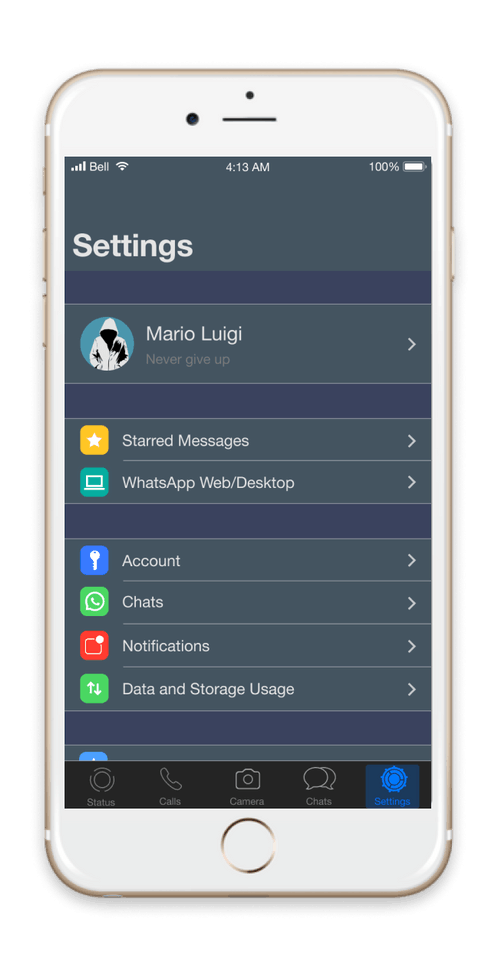 Bell 4:13 AM 100%
Settings
Mario Luigi
Never give up
Starred Messages
WhatsApp Web/Desktop
Account
Chats
Notifications
Data and Storage Usage
Status Calls Camera Chats Settings